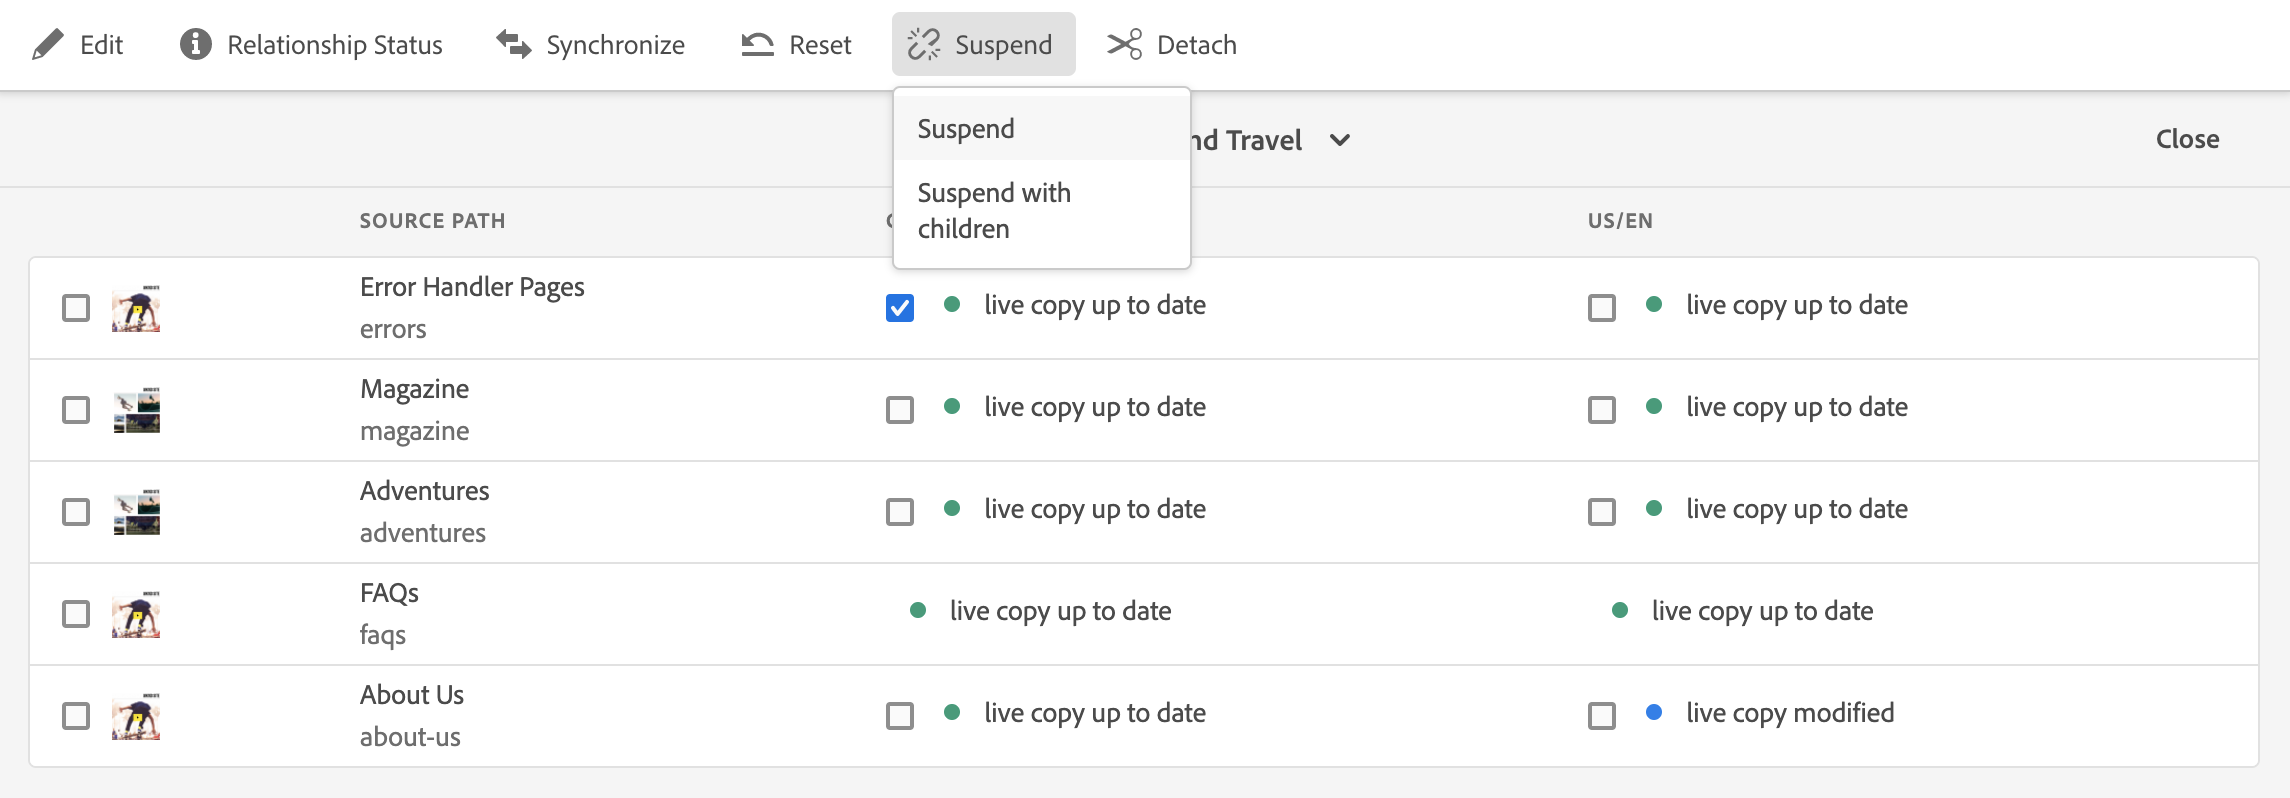 Edit Relationship Status Synchronize Reset Suspend Detach
Suspend
Travel Close
Suspend with
children
SOURCE PATH US/EN
Error Handler Pages
errors
live copy up to date live copy up to date
Magazine
magazine
live copy up to date live copy up to date
Adventures
adventures
live copy up to date live copy up to date
FAQs
faqs
live copy up to date live copy up to date
About Us
about-us
live copy up to date live copy modified